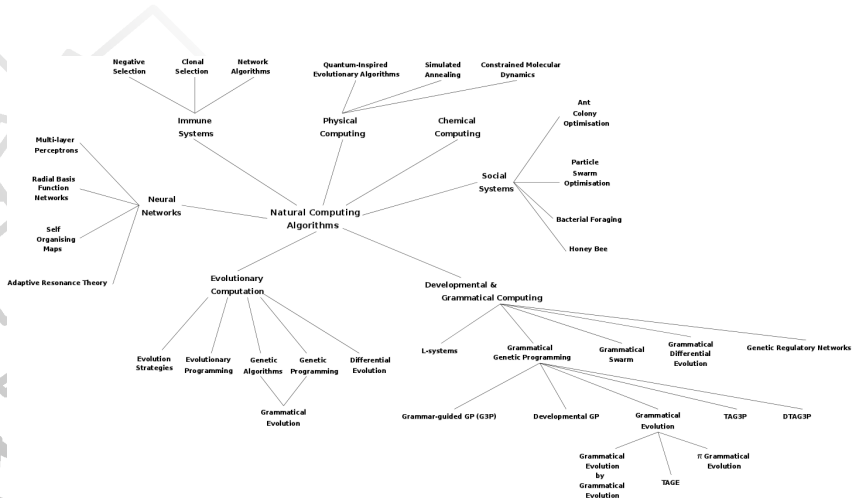 Negative
Selection
Clonal
Selection
Network
Algorithms
Quantum-Inspired
Evolutionary Algorithms
Simulated
Annealing
Constrained Molecular
Dynamics
Immune
Systems
Physical
Computing
Chemical
Computing
Ant
Colony
Optimisation
Multi-layer
Perceptrons
Radial Basis
Function
Networks
Self
Organising
Maps
Adaptive Resonance Theory
Neural
Networks
Natural Computing
Algorithms
Social
Systems
Particle
Swarm
Optimisation
Bacterial Foraging
Honey Bee
Evolutionary
Computation
Developmental &
Grammatical Computing
Evolution
Strategies
Evolutionary
Programming
Genetic
Algorithms
Genetic
Programming
Differential
Evolution
Grammatical
Evolution
L-systems
Grammatical
Genetic Programming
Grammatical
Swarm
Grammatical
Differential
Evolution
Genetic Regulatory Networks
Grammar-guided GP (G3P)
Developmental GP
Grammatical
Evolution
TAG3P
DTAG3P
Grammatical
Evolution
by
Grammatical
Evolution
TAGE
π Grammatical
Evolution